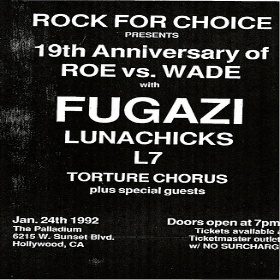 ROCK FOR CHOICE
PRESENTS
19th Anniversary of
ROE vs. WADE
with
FUGAZI
LUNACHICKS
L7
TORTURE CHORUS
plus special guests
Jan. 24th 1992
The Palladium
6215 W. Sunset Blvd.
Hollywood, CA
Doors open at 7pm
Tickets available
Ticketmaster outlet
w/ NO SURCHARG